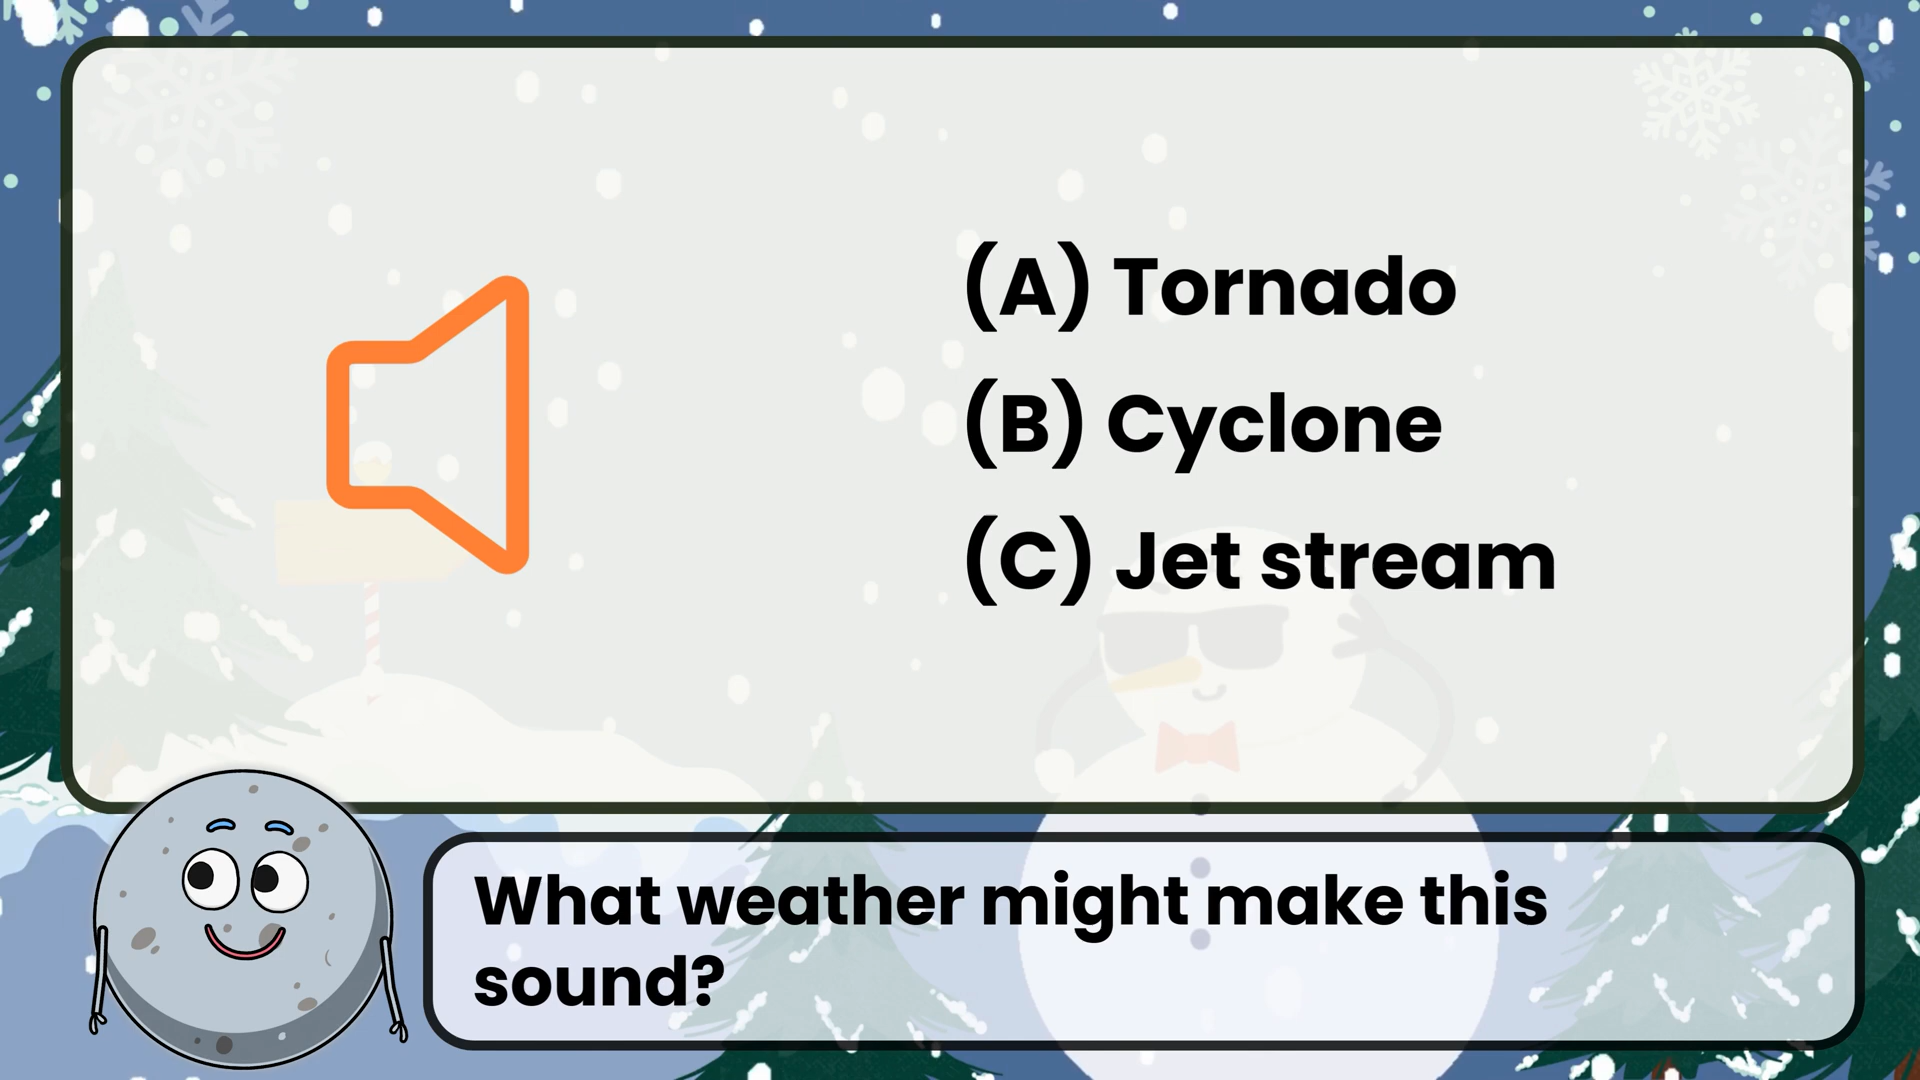 (A) Tornado
(B) Cyclone
(C) Jet stream
What weather might make this
sound?